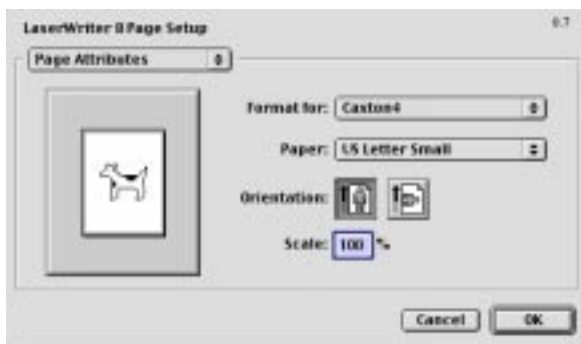 LaserWriter 8 Page Setup
8.7
Page Attributes
Format for: Caxton4
Paper: US Letter Small
Orientation:
Scale: 100 %
Cancel OK